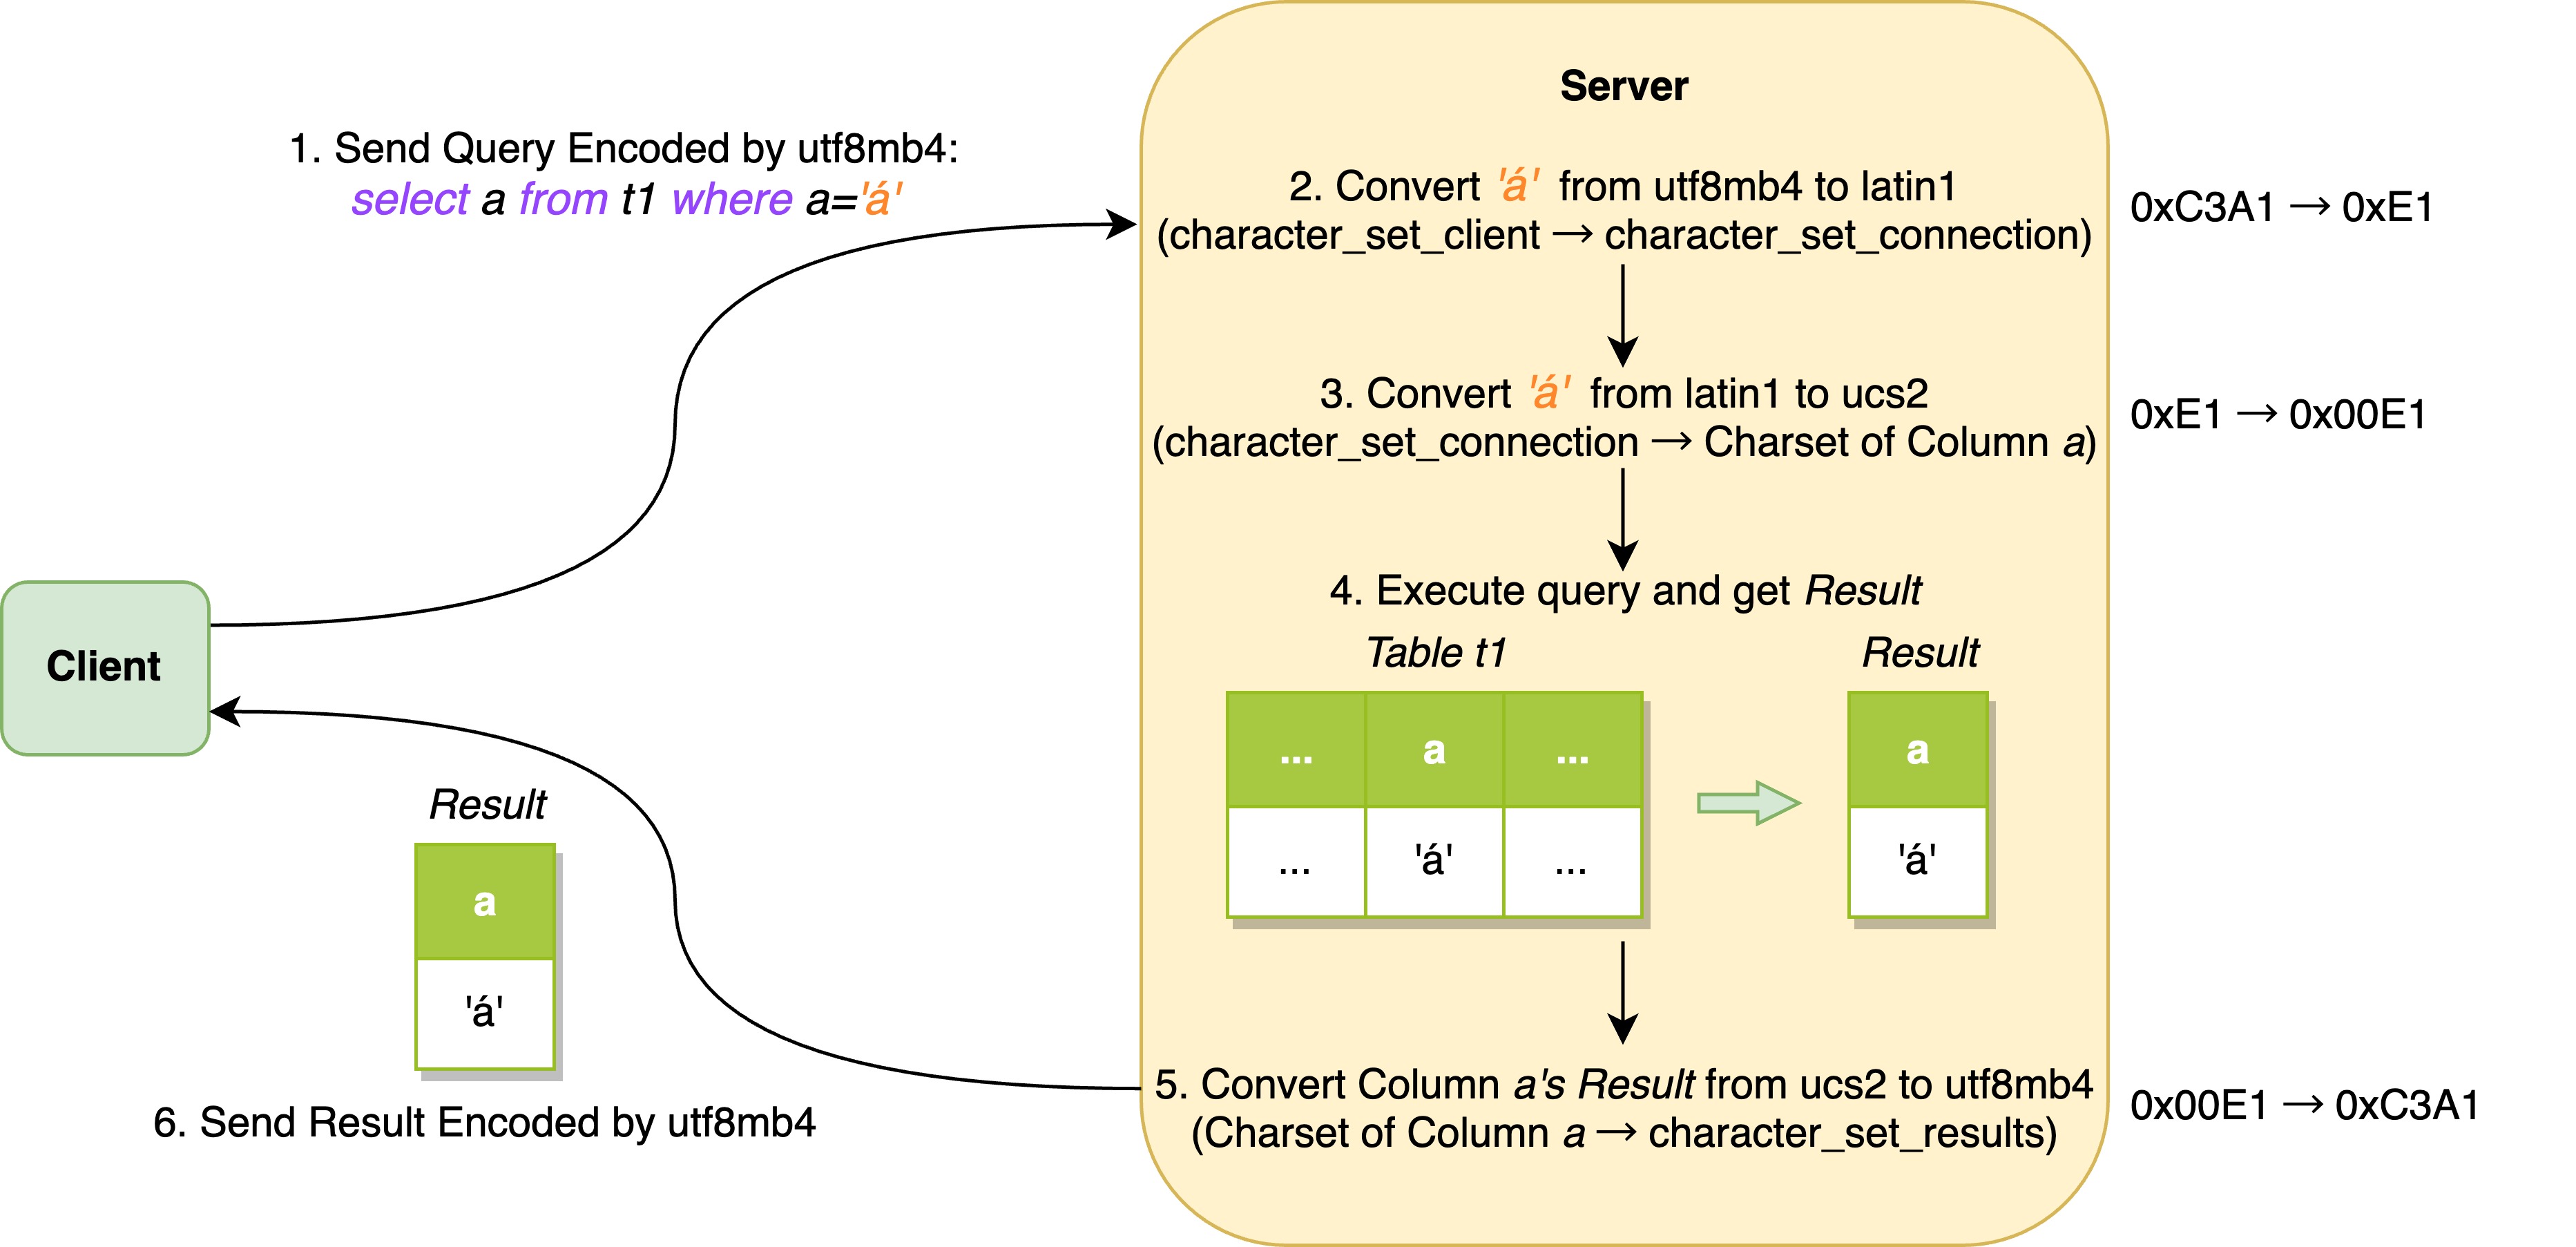 Server
1. Send Query Encoded by utf8mb4:
select a from t1 where a='á'
2. Convert 'á' from utf8mb4 to latin1
(character_set_client → character_set_connection)
0xC3A1 → 0xE1
3. Convert 'á' from latin1 to ucs2
(character_set_connection → Charset of Column a)
0xE1 → 0x00E1
4. Execute query and get Result
Table t1
Result
Client
... a ...
a
... 'á' ...
'á'
Result
a
'á'
5. Convert Column a's Result from ucs2 to utf8mb4
(Charset of Column a → character_set_results)
0x00E1 → 0xC3A1
6. Send Result Encoded by utf8mb4